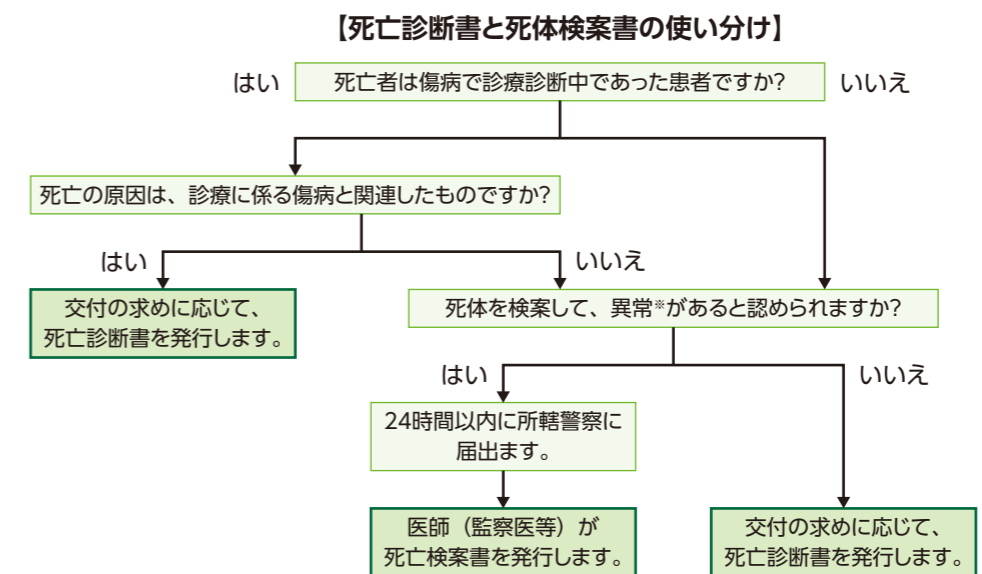 【死亡診断書と死体検案書の使い分け】
はい
死亡者は傷病で診療診断中であった患者ですか?
いいえ
死亡の原因は、診療に係る傷病と関連したものですか?
はい
いいえ
交付の求めに応じて、
死亡診断書を発行します。
死体を検案して、異常※があると認められますか?
はい
いいえ
24時間以内に所轄警察に
届出ます。
医師（監察医等）が
死亡検案書を発行します。
交付の求めに応じて、
死亡診断書を発行します。